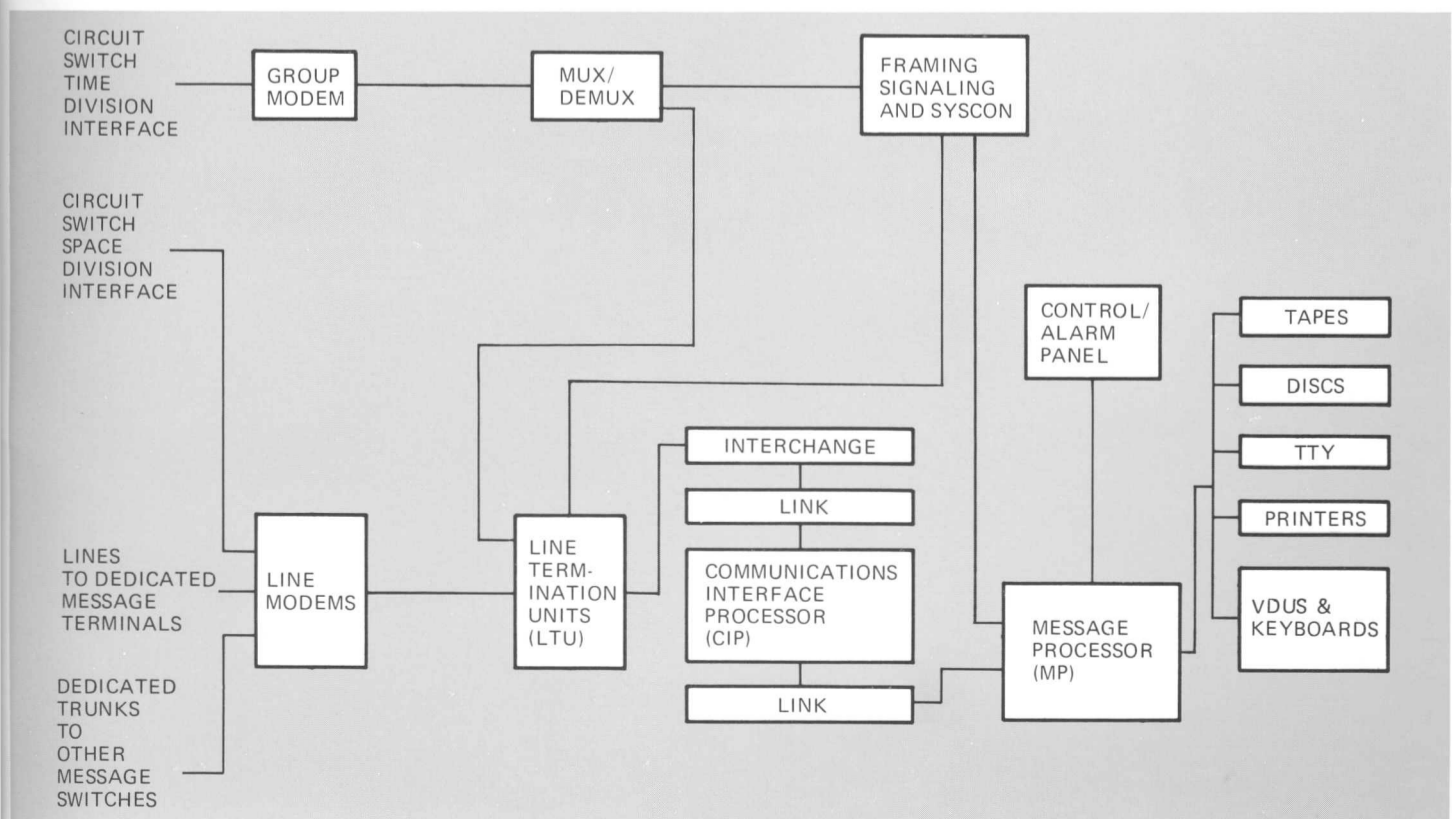 CIRCUIT
SWITCH
TIME
DIVISION
INTERFACE
GROUP
MODEM
MUX/
DEMUX
FRAMING
SIGNALING
AND SYSCON
CIRCUIT
SWITCH
SPACE
DIVISION
INTERFACE
CONTROL/
ALARM
PANEL
TAPES
DISCS
TTY
PRINTERS
VDUS &
KEYBOARDS
INTERCHANGE
LINK
COMMUNICATIONS
INTERFACE
PROCESSOR
(CIP)
LINK
LINES
TO DEDICATED
MESSAGE
TERMINALS
LINE
MODEMS
LINE
TERM-
INATION
UNITS
(LTU)
MESSAGE
PROCESSOR
(MP)
DEDICATED
TRUNKS
TO
OTHER
MESSAGE
SWITCHES